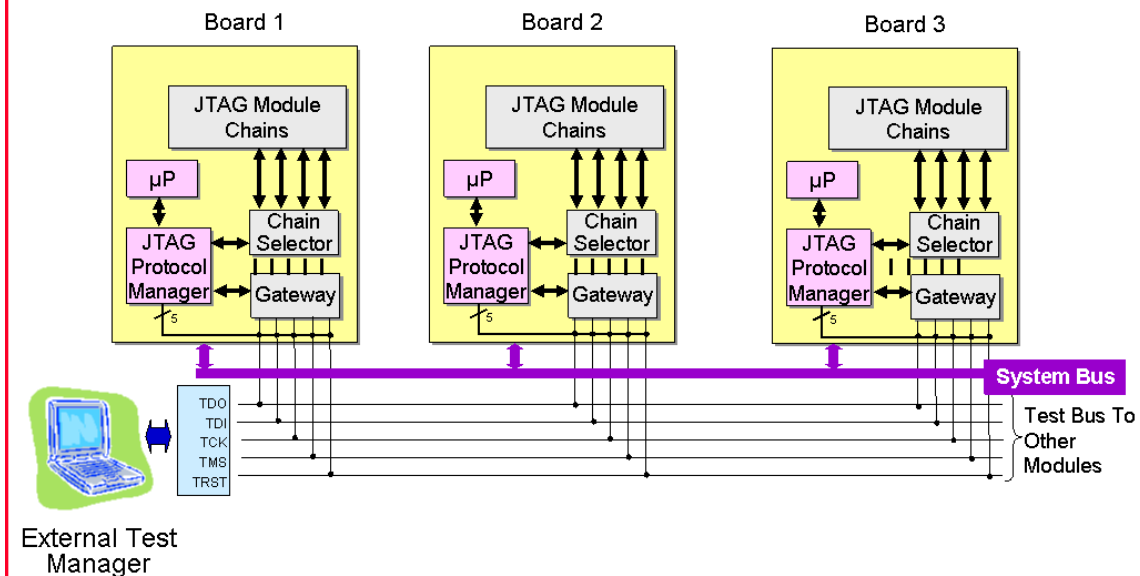 Board 1
Board 2
Board 3
JTAG Module
Chains
JTAG Module
Chains
JTAG Module
Chains
µP
µP
µP
Chain
Selector
Chain
Selector
Chain
Selector
JTAG
Protocol
Manager
JTAG
Protocol
Manager
JTAG
Protocol
Manager
Gateway
Gateway
Gateway
5
5
5
System Bus
TDO
TDI
TCK
TMS
TRST
Test Bus To
Other
Modules
External Test
Manager